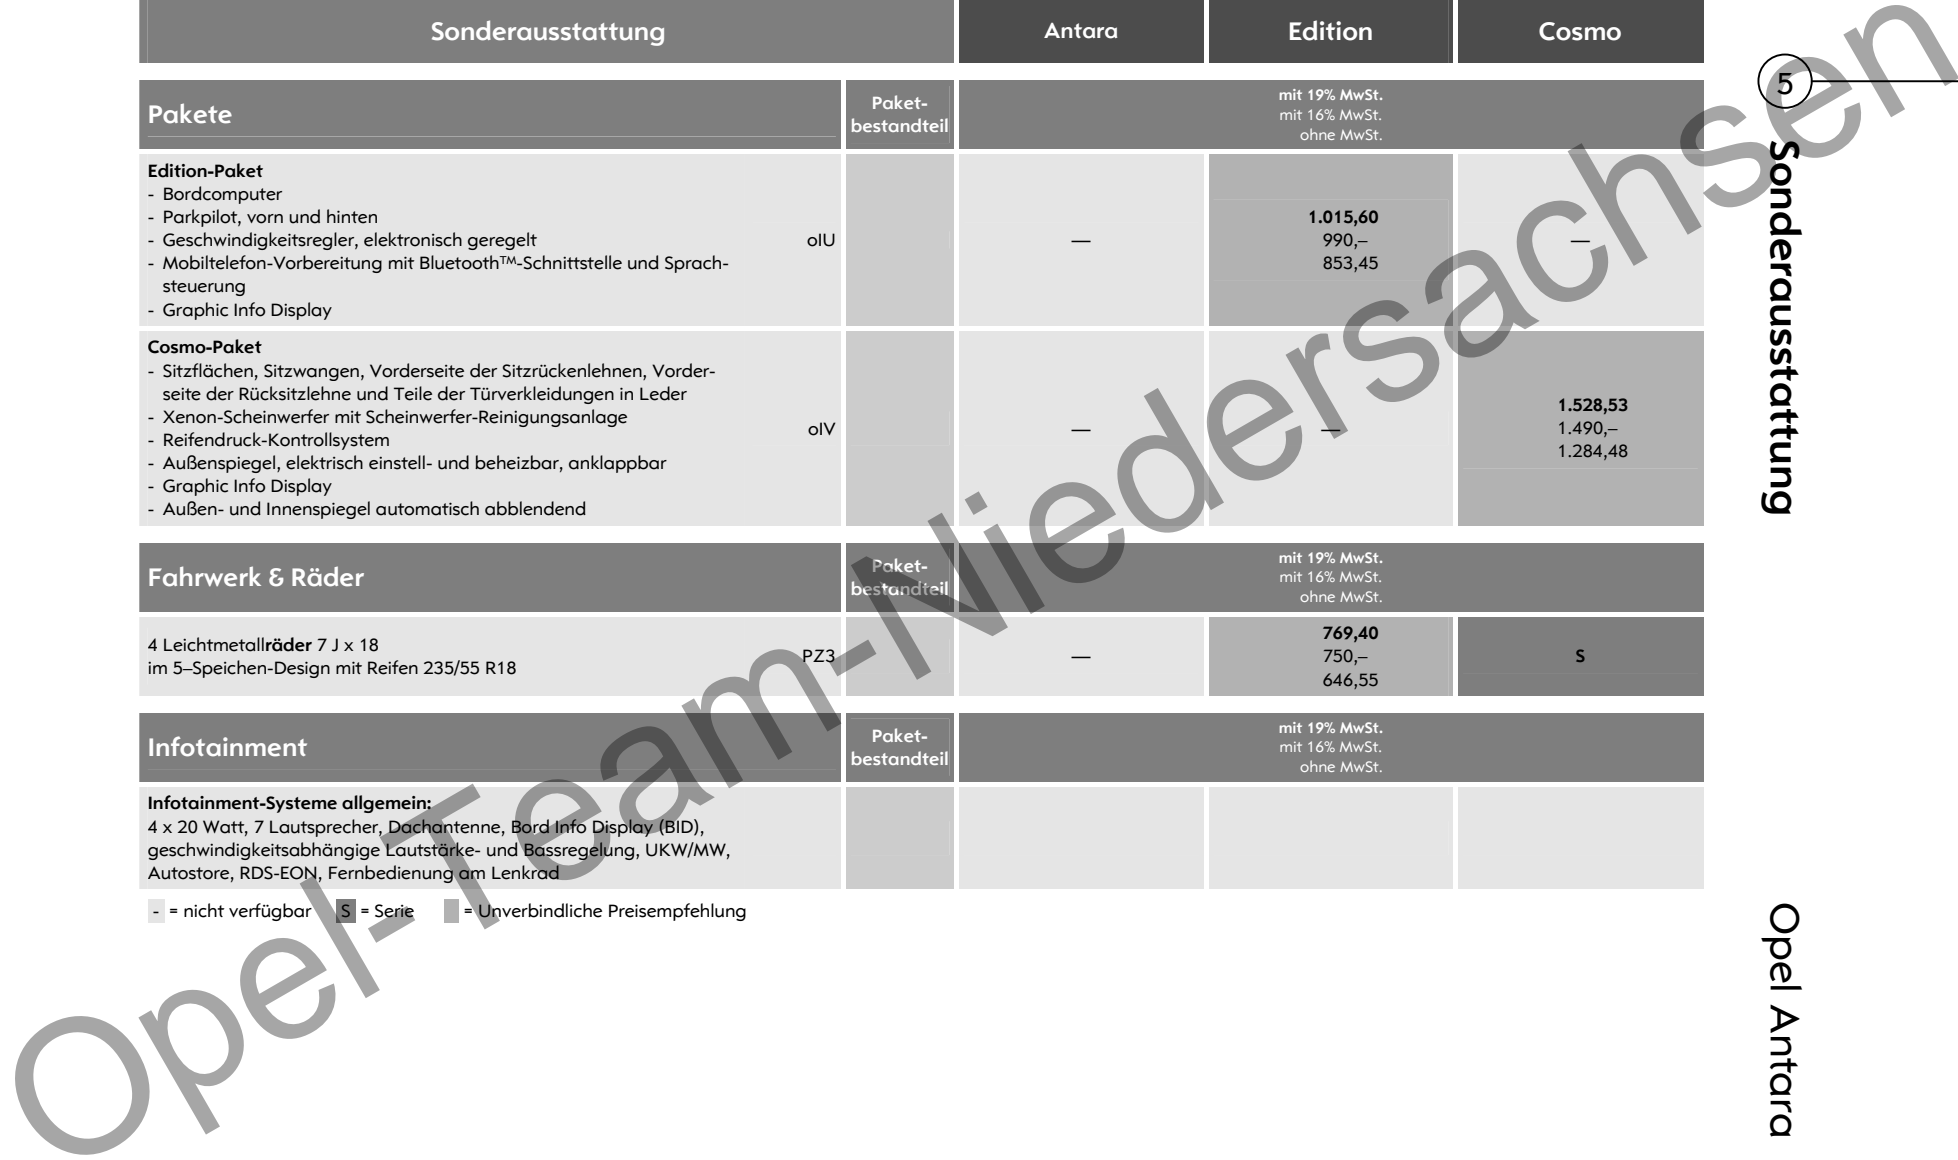 Sonderausstattung Antara Edition Cosmo
Pakete Paket- mit 19% MwSt.
bestandteil mit 16% MwSt.
ohne MwSt.
Edition-Paket
- Bordcomputer
- Parkpilot, vorn und hinten
- Geschwindigkeitsregler, elektronisch geregelt
- Mobiltelefon-Vorbereitung mit Bluetooth™-Schnittstelle und Sprach-
steuerung
- Graphic Info Display
oIU
—
1.015,60
990,–
853,45
—
Cosmo-Paket
- Sitzflächen, Sitzwangen, Vorderseite der Sitzrückenlehnen, Vorder-
seite der Rücksitzlehne und Teile der Türverkleidungen in Leder
- Xenon-Scheinwerfer mit Scheinwerfer-Reinigungsanlage
- Reifendruck-Kontrollsystem
- Außenspiegel, elektrisch einstell- und beheizbar, anklappbar
- Graphic Info Display
- Außen- und Innenspiegel automatisch abblendend
oIV
—
—
1.528,53
1.490,–
1.284,48
Fahrwerk & Räder Paket- mit 19% MwSt.
bestandteil mit 16% MwSt.
ohne MwSt.
4 Leichtmetallräder 7 J x 18
im 5–Speichen-Design mit Reifen 235/55 R18
PZ3
—
769,40
750,–
646,55
S
Infotainment Paket- mit 19% MwSt.
bestandteil mit 16% MwSt.
ohne MwSt.
Infotainment-Systeme allgemein:
4 x 20 Watt, 7 Lautsprecher, Dachantenne, Bord Info Display (BID),
geschwindigkeitsabhängige Lautstärke- und Bassregelung, UKW/MW,
Autostore, RDS-EON, Fernbedienung am Lenkrad
- = nicht verfügbar S = Serie = Unverbindliche Preisempfehlung
5
Sonderausstattung
Opel Antara
Opel-Team-Niedersachsen